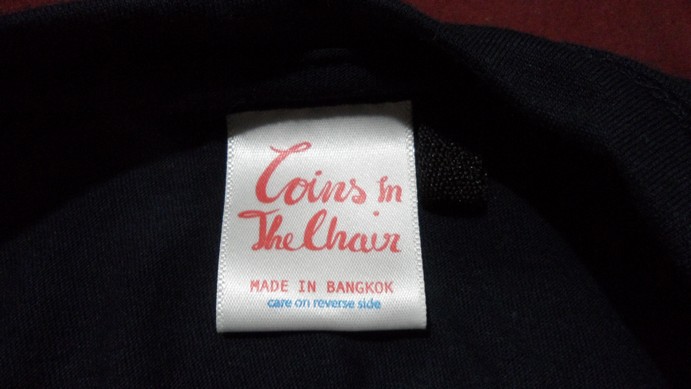 Coins In
The Chair
MADE IN BANGKOK
care on reverse side